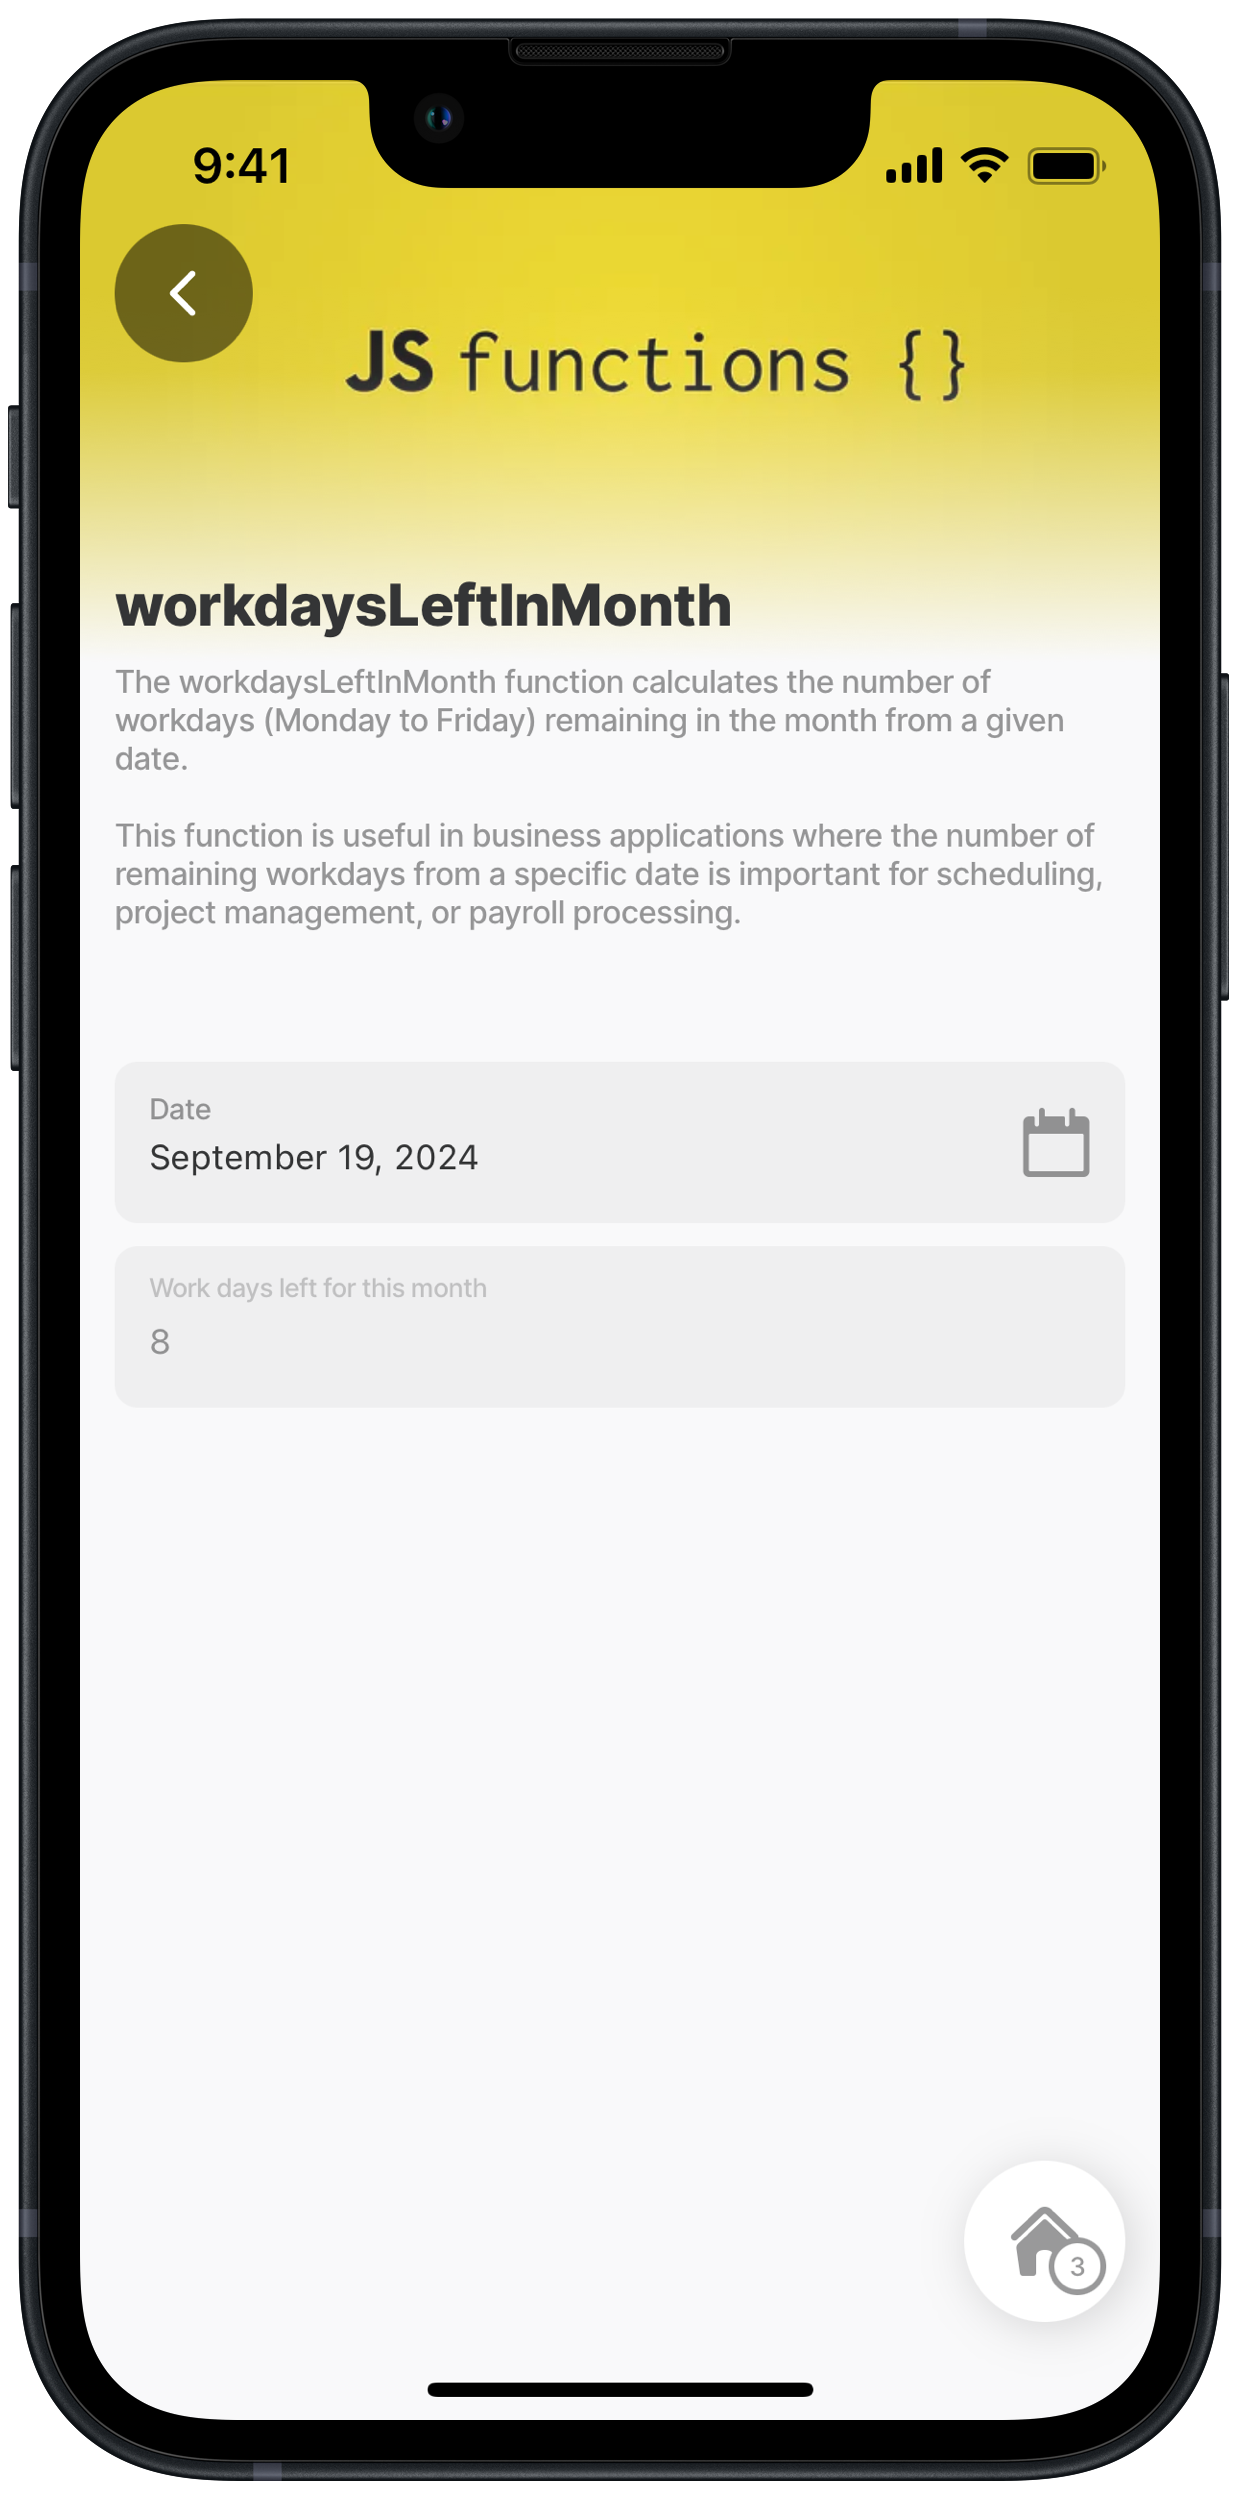 9:41
JS functions {}
workdaysLeftInMonth
The workdaysLeftInMonth function calculates the number of
workdays (Monday to Friday) remaining in the month from a given
date.
This function is useful in business applications where the number of
remaining workdays from a specific date is important for scheduling,
project management, or payroll processing.
Date
September 19, 2024
Work days left for this month
8
3